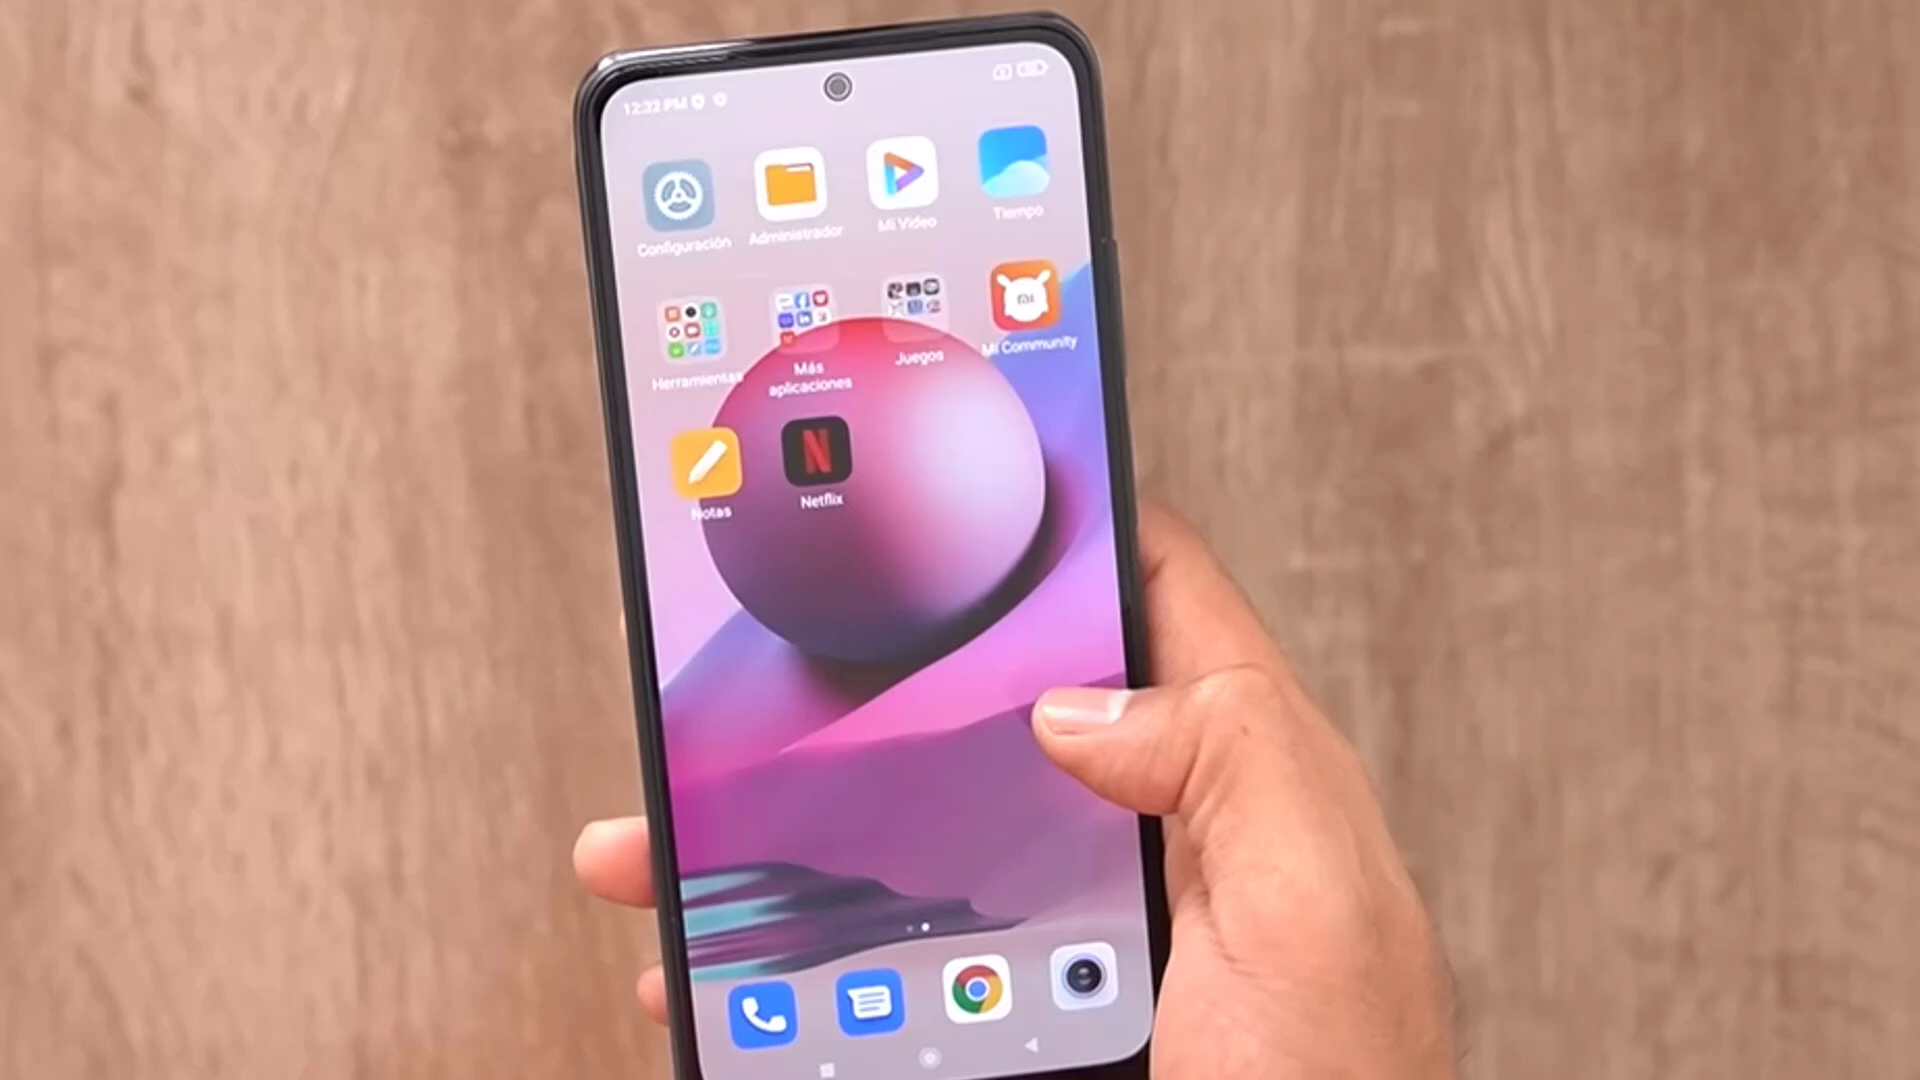 12:32 PM
Configuración
Administrador
Mi Video
Tiempo
Herramientas
Más
aplicaciones
Juegos
Mi Community
Notas
Netflix